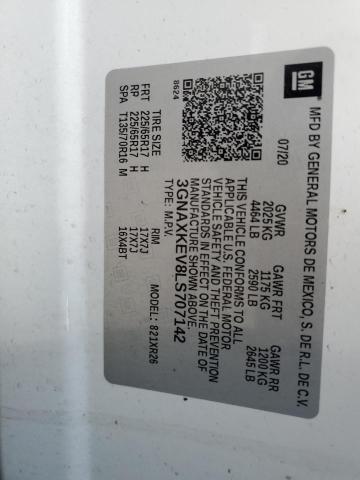 GM
MFD BY GENERAL MOTORS DE MEXICO, S. DE R.L. DE C.V.
07/20 GVWR GAWR FRT GAWR RR
2025 KG 1175 KG 1200 KG
4464 LB 2590 LB 2645 LB
THIS VEHICLE CONFORMS TO ALL
APPLICABLE U.S. FEDERAL MOTOR
VEHICLE SAFETY AND THEFT PREVENTION
STANDARDS IN EFFECT ON THE DATE OF
MANUFACTURE SHOWN ABOVE.
3GNAXKEV8LS707142
TYPE: M.P.V. MODEL: 821XR26
8624
TIRE SIZE RIM
FRT 225/65R17 H 17X7J
RP 225/65R17 H 17X7J
SPA T135/70R16 M 16X4BT